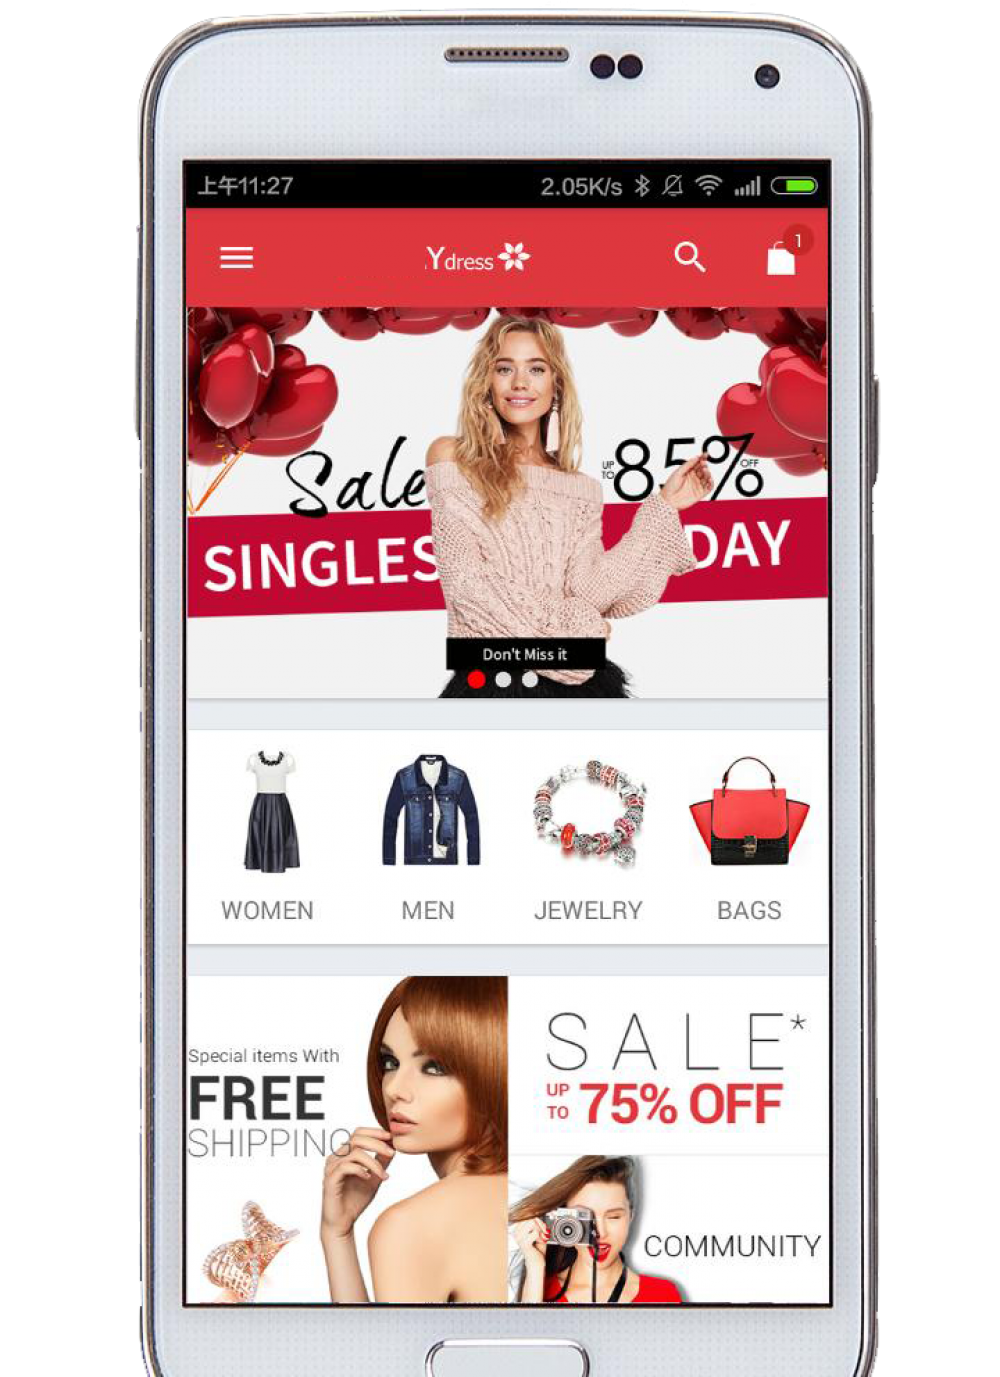 上午11:27
2.05K/s
Ydress
1
Sale
UP TO 85% OFF
SINGLES DAY
Don't Miss it
WOMEN
MEN
JEWELRY
BAGS
Special items With
FREE
SHIPPING
SALE*
UP TO 75% OFF
COMMUNITY